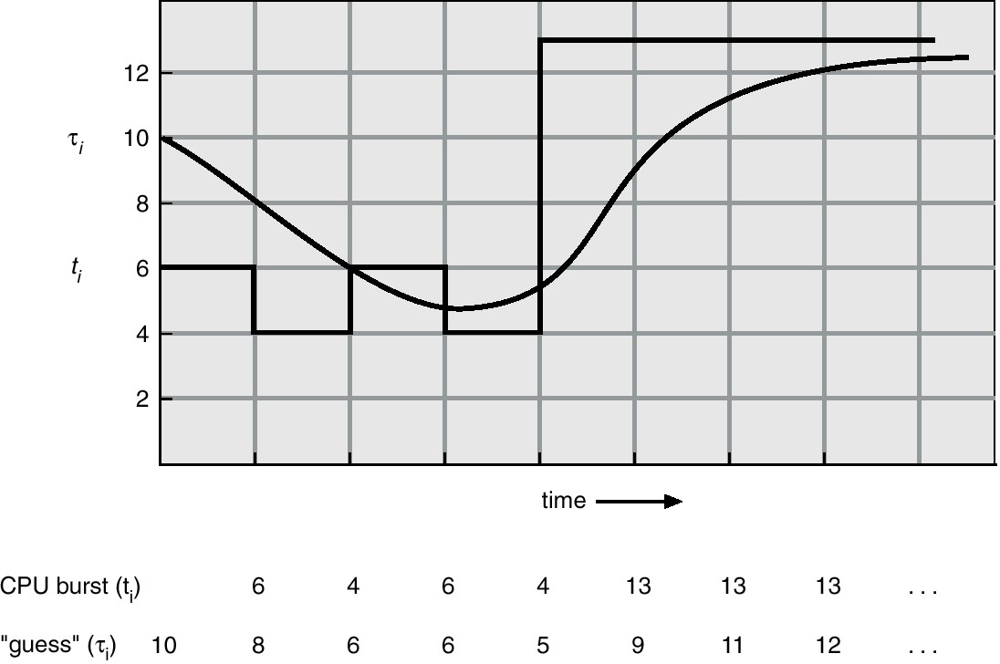 12
τi 10
8
ti 6
4
2
time
CPU burst (ti) 6 4 6 4 13 13 13 ...
"guess" (τi) 10 8 6 6 5 9 11 12 ...